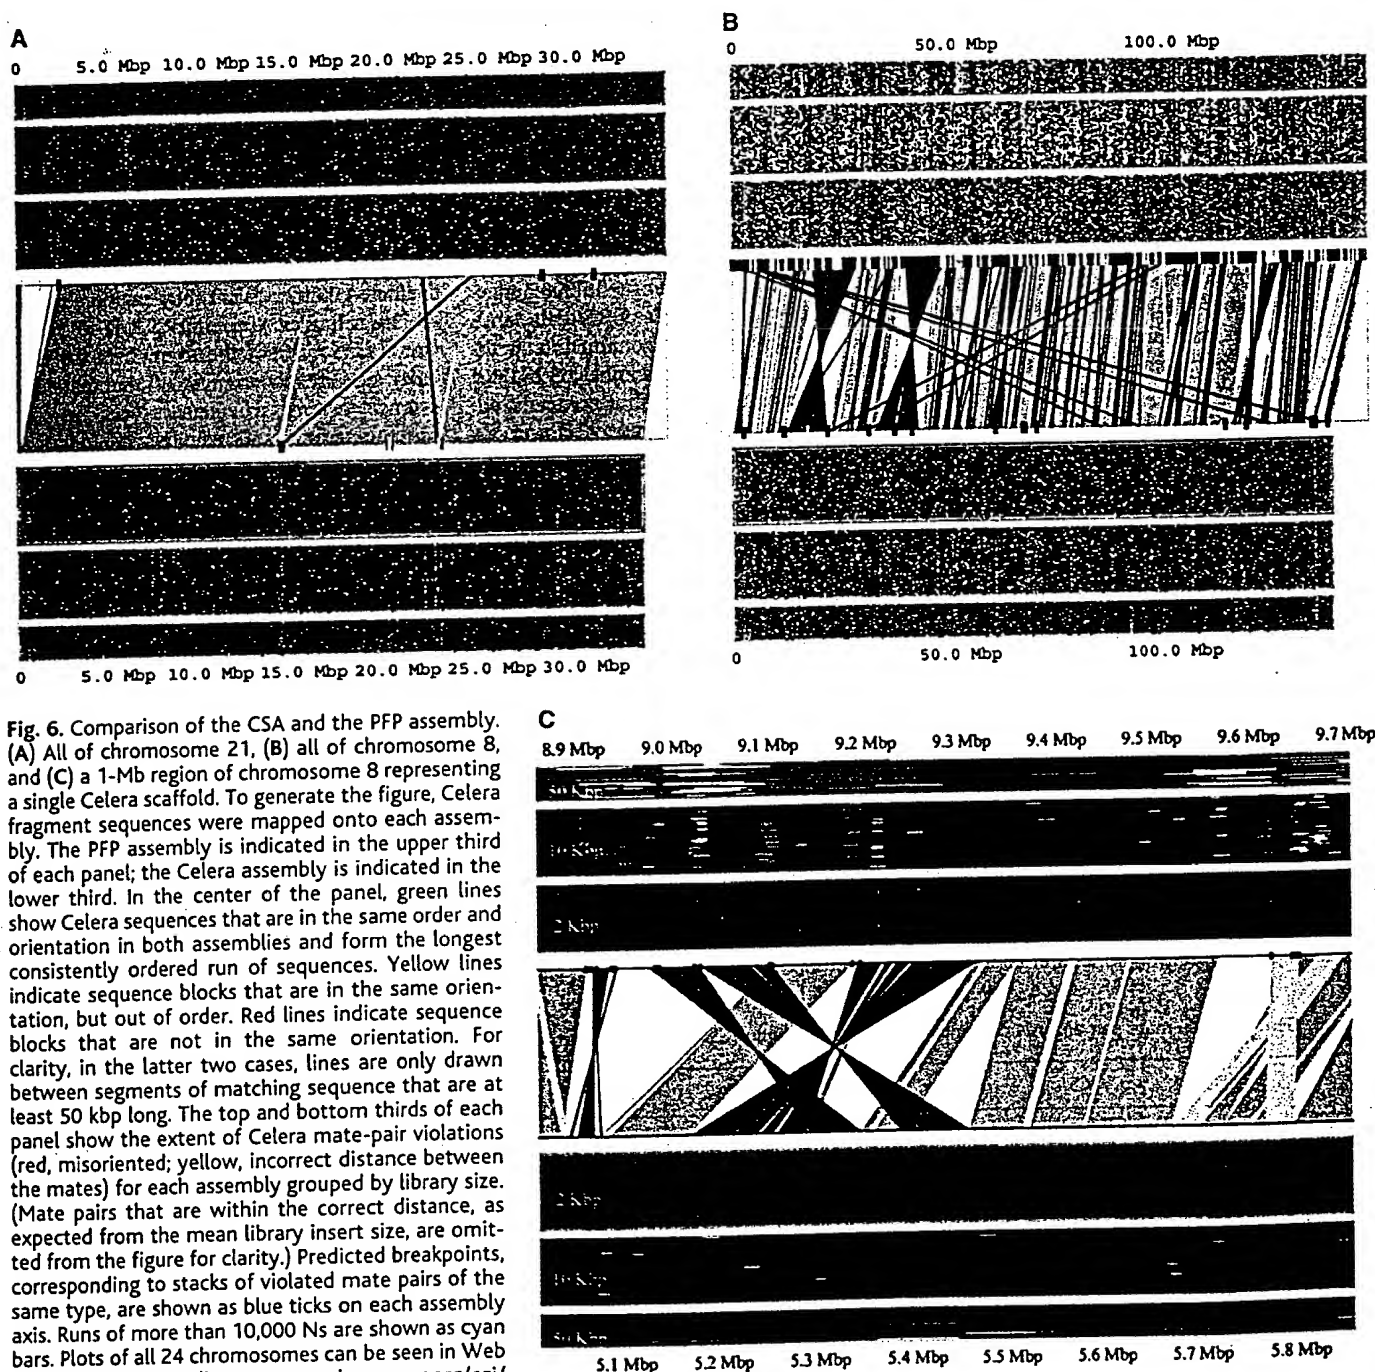 A
0 5.0 Mbp 10.0 Mbp 15.0 Mbp 20.0 Mbp 25.0 Mbp 30.0 Mbp
0 5.0 Mbp 10.0 Mbp 15.0 Mbp 20.0 Mbp 25.0 Mbp 30.0 Mbp
B
0 50.0 Mbp 100.0 Mbp
0 50.0 Mbp 100.0 Mbp
Fig. 6. Comparison of the CSA and the PFP assembly.
(A) All of chromosome 21, (B) all of chromosome 8,
and (C) a 1-Mb region of chromosome 8 representing
a single Celera scaffold. To generate the figure, Celera
fragment sequences were mapped onto each assem-
bly. The PFP assembly is indicated in the upper third
of each panel; the Celera assembly is indicated in the
lower third. In the center of the panel, green lines
show Celera sequences that are in the same order and
orientation in both assemblies and form the longest
consistently ordered run of sequences. Yellow lines
indicate sequence blocks that are in the same orien-
tation, but out of order. Red lines indicate sequence
blocks that are not in the same orientation. For
clarity, in the latter two cases, lines are only drawn
between segments of matching sequence that are at
least 50 kbp long. The top and bottom thirds of each
panel show the extent of Celera mate-pair violations
(red, misoriented; yellow, incorrect distance between
the mates) for each assembly grouped by library size.
(Mate pairs that are within the correct distance, as
expected from the mean library insert size, are omit-
ted from the figure for clarity.) Predicted breakpoints,
corresponding to stacks of violated mate pairs of the
same type, are shown as blue ticks on each assembly
axis. Runs of more than 10,000 Ns are shown as cyan
bars. Plots of all 24 chromosomes can be seen in Web
C
8.9 Mbp 9.0 Mbp 9.1 Mbp 9.2 Mbp 9.3 Mbp 9.4 Mbp 9.5 Mbp 9.6 Mbp 9.7 Mbp
50 Kbp
10 Kbp
2 Kbp
2 Kbp
10 Kbp
50 Kbp
5.1 Mbp 5.2 Mbp 5.3 Mbp 5.4 Mbp 5.5 Mbp 5.6 Mbp 5.7 Mbp 5.8 Mbp